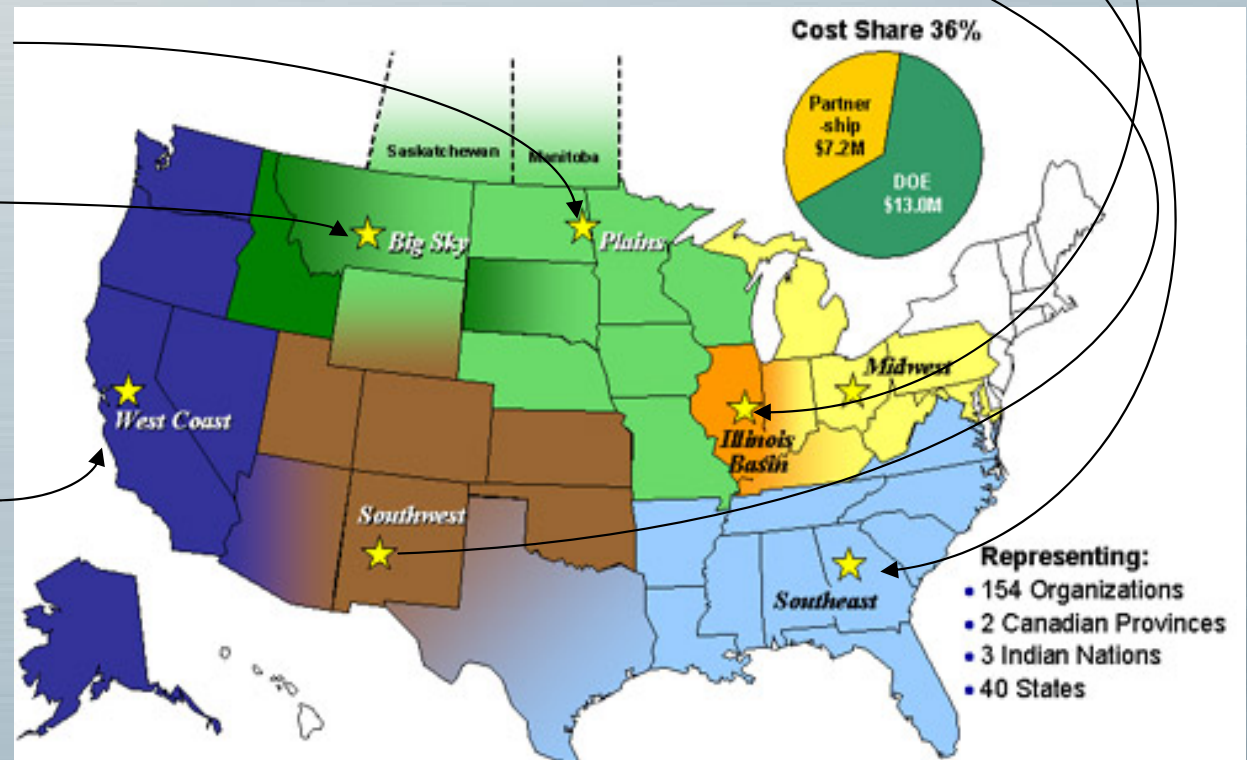 Cost Share 36%
Partner
-ship
$7.2M
DOE
$13.0M
Saskatchewan
Manitoba
Big Sky
Plains
Midwest
West Coast
Illinois
Basin
Southwest
Southeast
Representing:
• 154 Organizations
• 2 Canadian Provinces
• 3 Indian Nations
• 40 States